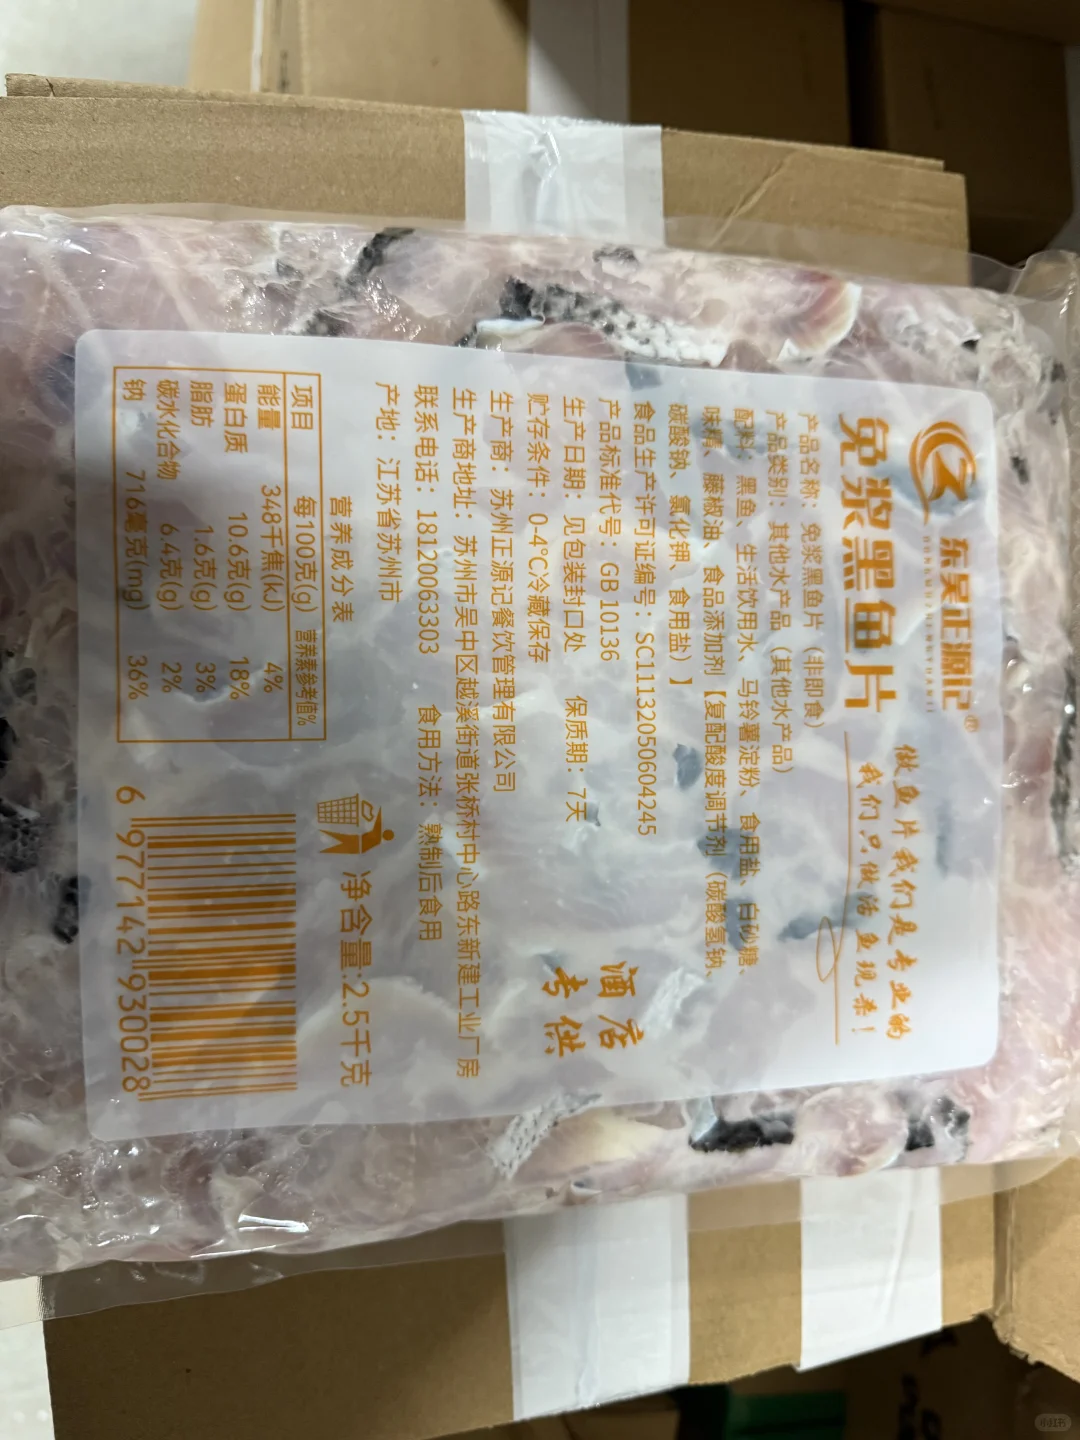 东吴正源记®
DONGWUZHENGYUANJI
做鱼片我们是专业的
我们只做活鱼现杀！
免浆黑鱼片
产品名称：免浆黑鱼片（非即食）
产品类别：其他水产品（其他水产品）
配料：黑鱼、生活饮用水、马铃薯淀粉、食用盐、白砂糖、
味精、藤椒油、食品添加剂【复配酸度调节剂（碳酸氢钠、
碳酸钠、氯化钾、食用盐）】
食品生产许可证编号：SC11132050604245
产品标准代号：GB 10136
生产日期：见包装封口处 保质期：7天
贮存条件：0-4℃冷藏保存
生产商：苏州正源记餐饮管理有限公司
生产商地址：苏州市吴中区越溪街道张桥村中心路东新建工业厂房
联系电话：18120063303 食用方法：熟制后食用
产地：江苏省苏州市
酒店
专供
营养成分表
项目 每100克(g) 营养素参考值%
能量 348千焦(kJ) 4%
蛋白质 10.6克(g) 18%
脂肪 1.6克(g) 3%
碳水化合物 6.4克(g) 2%
钠 716毫克(mg) 36%
净含量:2.5千克
6 977142 930028